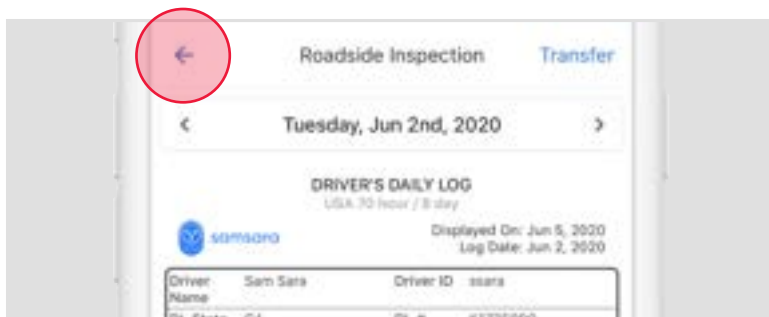 Roadside Inspection Transfer
Tuesday, Jun 2nd, 2020
DRIVER'S DAILY LOG
USA 70 hour / 8 day
samsara
Displayed On: Jun 5, 2020
Log Date: Jun 2, 2020
Driver Name Sam Sara Driver ID ssara